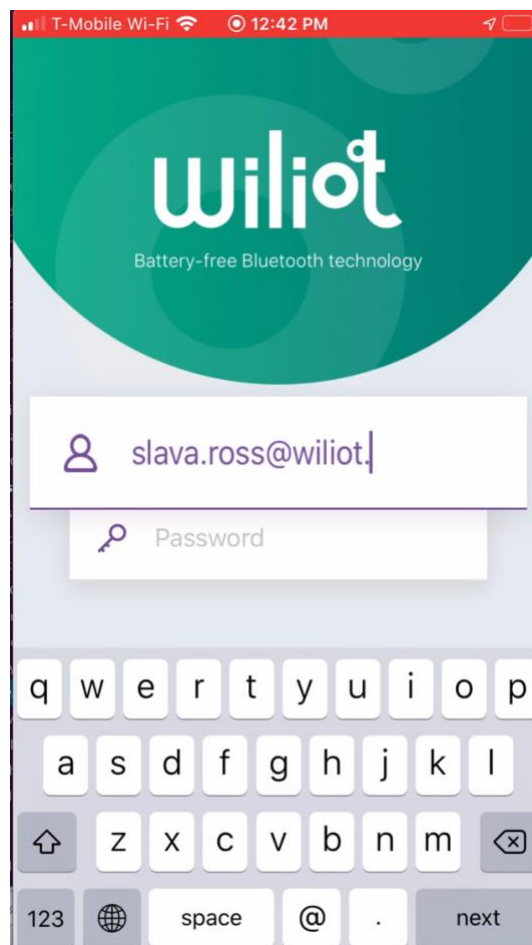 T-Mobile Wi-Fi 12:42 PM
wiliot
Battery-free Bluetooth technology
slava.ross@wiliot.
Password
q w e r t y u i o p
a s d f g h j k l
z x c v b n m
123 space @ . next